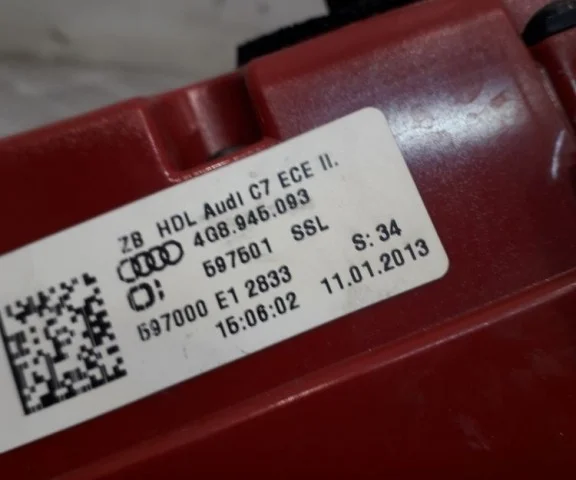 ZB HDL Audi C7 ECE II.
4G8.945.093
597501 SSL
597000 E1 2833 S: 34
15:06:02 11.01.2013